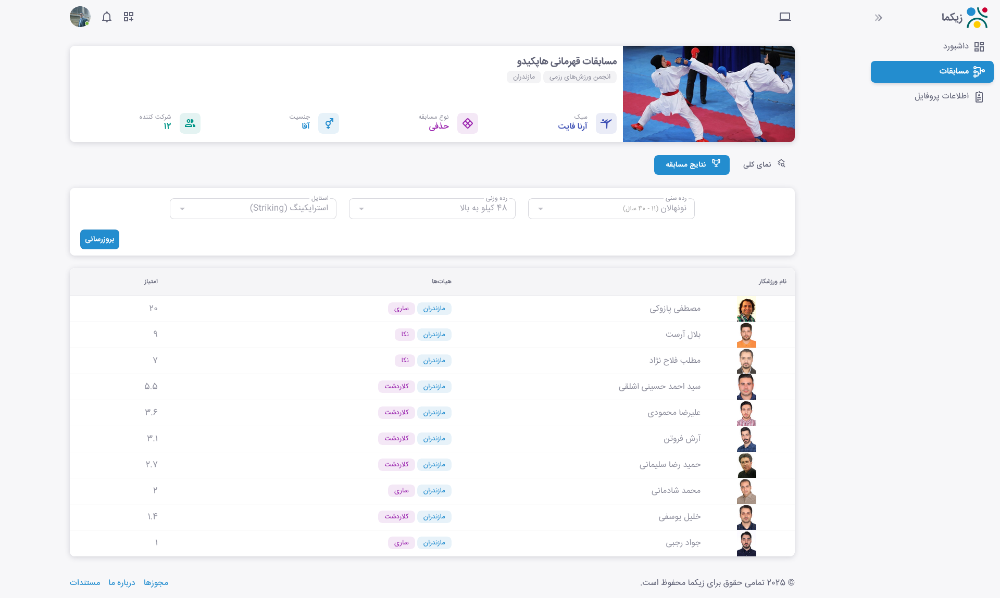 زیکما
داشبورد
مسابقات
اطلاعات پروفایل
مسابقات قهرمانی هاپکیدو
انجمن ورزش‌های رزمی
مازندران
سبک
آرنا فایت
نوع مسابقه
حذفی
جنسیت
آقا
شرکت کننده
۱۲
نمای کلی
نتایج مسابقه
رده سنی
نونهالان (۱۱ - ۴۰ سال)
رده وزنی
۴۸ کیلو به بالا
استایل
استرایکینگ (Striking)
بروزرسانی
نام ورزشکار هیات‌ها امتیاز
مصطفی پازوکی مازندران ساری ۲۰
بلال آرست مازندران نکا ۹
مطلب فلاح نژاد مازندران نکا ۷
سید احمد حسینی اشلقی مازندران کلاردشت ۵.۵
علیرضا محمودی مازندران کلاردشت ۳.۶
آرش فروتن مازندران کلاردشت ۳.۱
حمید رضا سلیمانی مازندران کلاردشت ۲.۷
محمد شادمانی مازندران ساری ۲
خلیل یوسفی مازندران کلاردشت ۱.۴
جواد رجبی مازندران ساری ۱
© ۲۰۲۵ تمامی حقوق برای زیکما محفوظ است.
مجوزها درباره ما مستندات